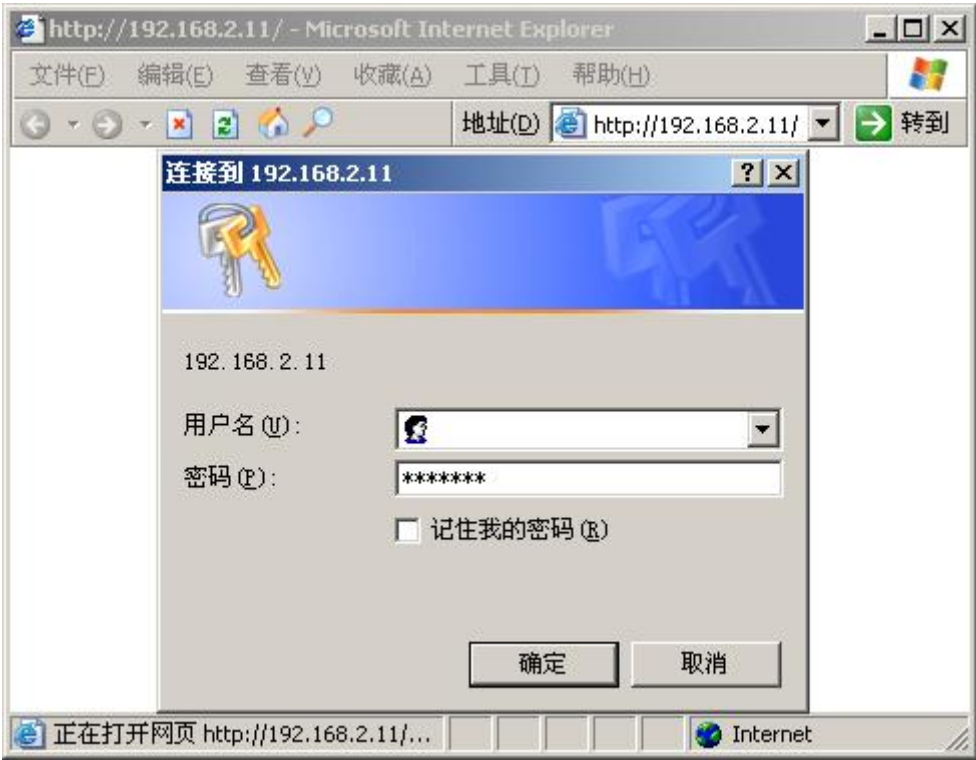 http://192.168.2.11/ - Microsoft Internet Explorer
文件(F) 编辑(E) 查看(V) 收藏(A) 工具(T) 帮助(H)
地址(D) http://192.168.2.11/ 转到
连接到 192.168.2.11
192.168.2.11
用户名(U):
密码(P): *******
记住我的密码(R)
确定 取消
正在打开网页 http://192.168.2.11/... Internet